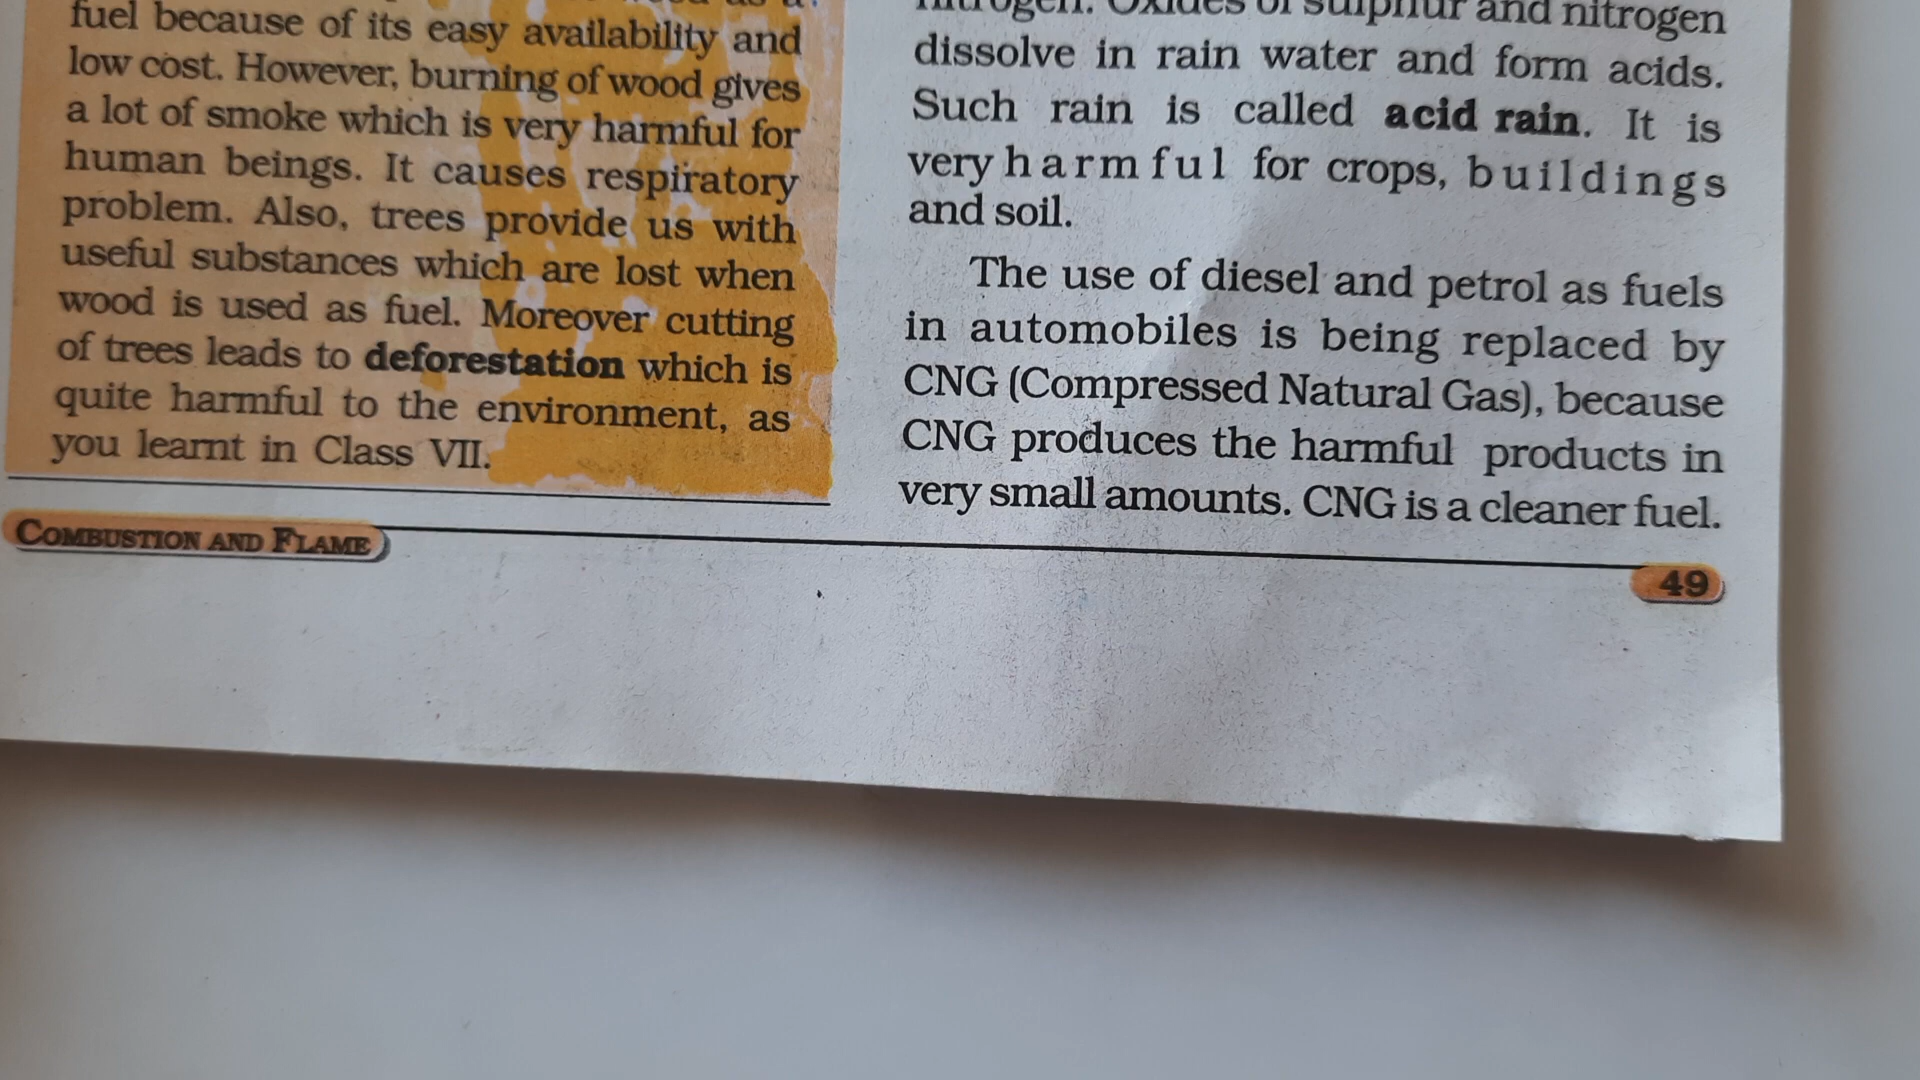 fuel because of its easy availability and
low cost. However, burning of wood gives
a lot of smoke which is very harmful for
human beings. It causes respiratory
problem. Also, trees provide us with
useful substances which are lost when
wood is used as fuel. Moreover cutting
of trees leads to deforestation which is
quite harmful to the environment, as
you learnt in Class VII.
nitrogen. Oxides of sulphur and nitrogen
dissolve in rain water and form acids.
Such rain is called acid rain. It is
very harmful for crops, buildings
and soil.
The use of diesel and petrol as fuels
in automobiles is being replaced by
CNG (Compressed Natural Gas), because
CNG produces the harmful products in
very small amounts. CNG is a cleaner fuel.
COMBUSTION AND FLAME
49